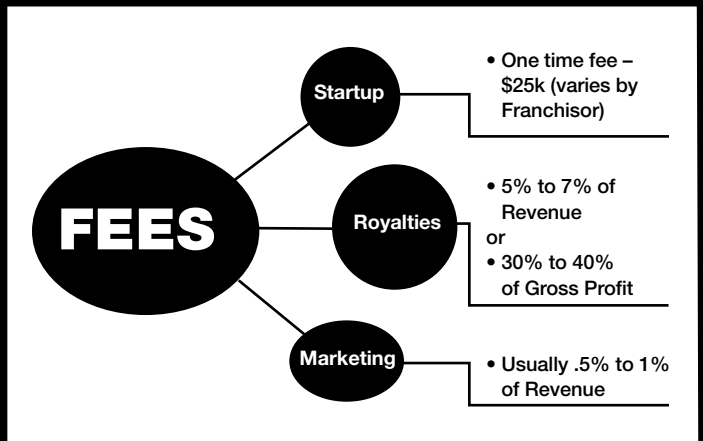 FEES
Startup
• One time fee –
$25k (varies by
Franchisor)
Royalties
• 5% to 7% of
Revenue
or
• 30% to 40%
of Gross Profit
Marketing
• Usually .5% to 1%
of Revenue